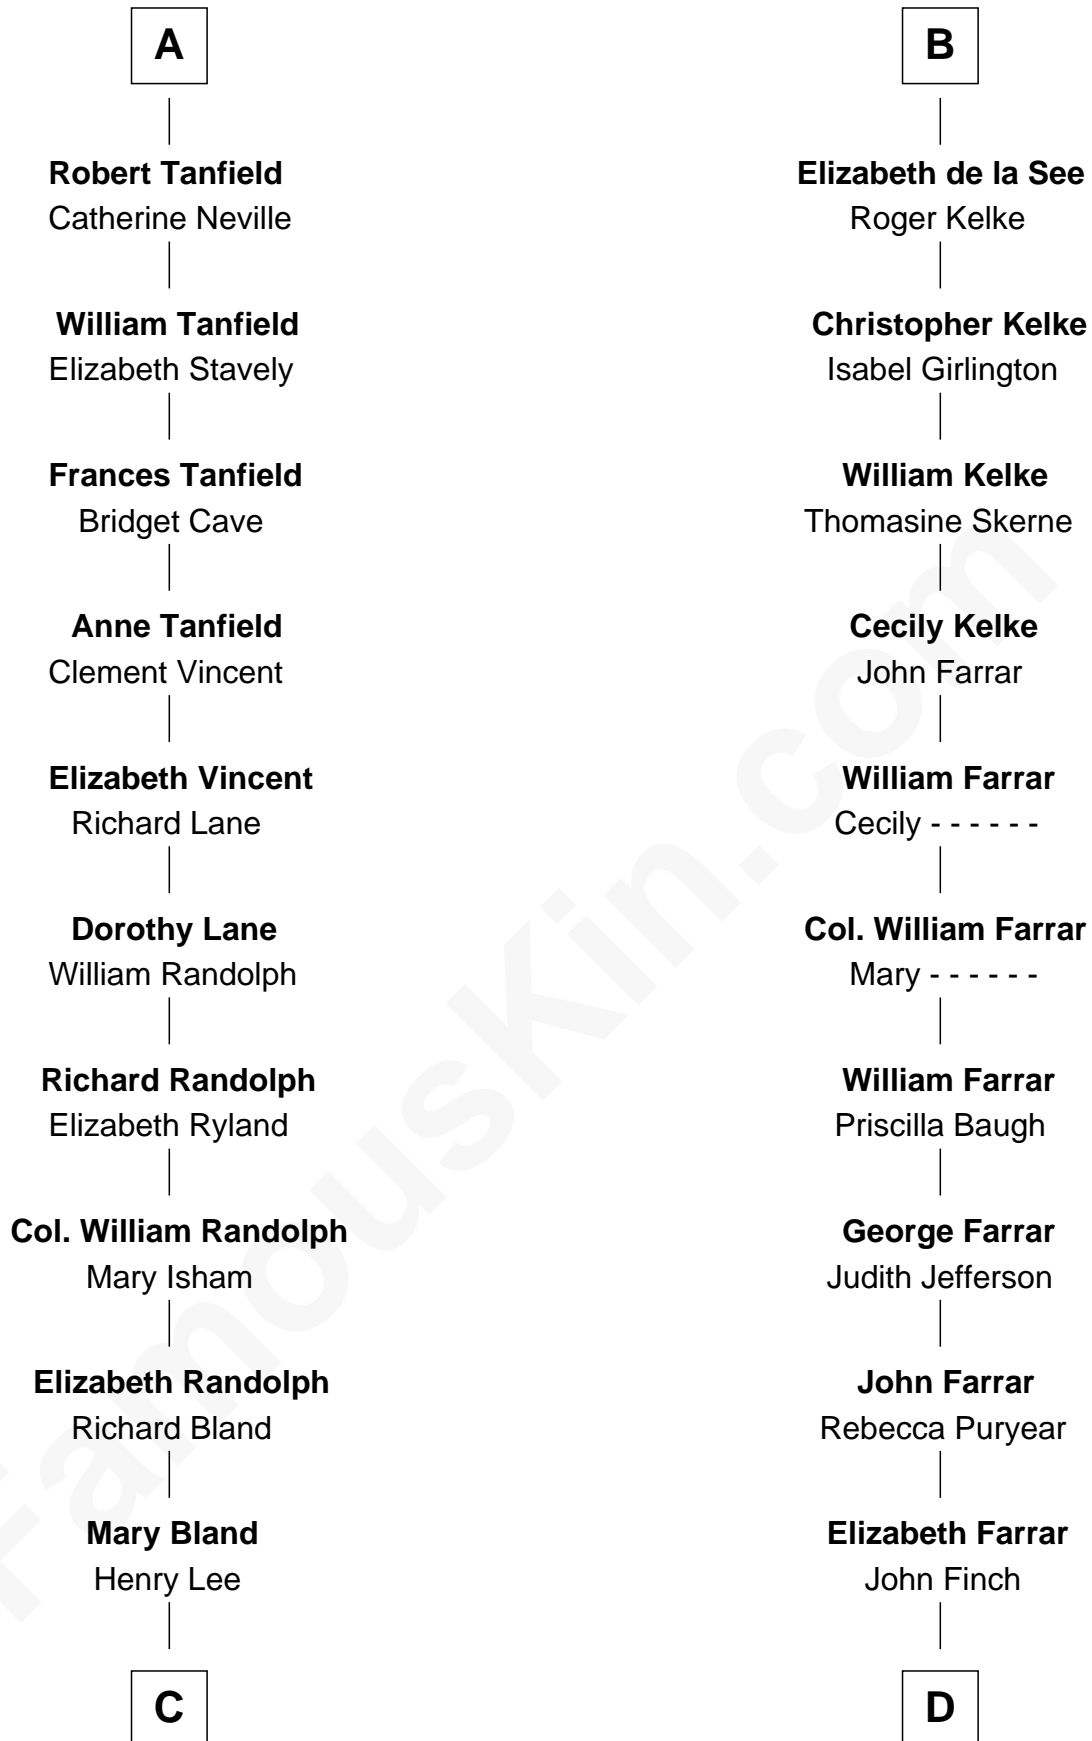 A
Robert Tanfield
Catherine Neville
William Tanfield
Elizabeth Stavely
Frances Tanfield
Bridget Cave
Anne Tanfield
Clement Vincent
Elizabeth Vincent
Richard Lane
Dorothy Lane
William Randolph
Richard Randolph
Elizabeth Ryland
Col. William Randolph
Mary Isham
Elizabeth Randolph
Richard Bland
Mary Bland
Henry Lee
C
B
Elizabeth de la See
Roger Kelke
Christopher Kelke
Isabel Girlington
William Kelke
Thomasine Skerne
Cecily Kelke
John Farrar
William Farrar
Cecily - - - - - -
Col. William Farrar
Mary - - - - - -
William Farrar
Priscilla Baugh
George Farrar
Judith Jefferson
John Farrar
Rebecca Puryear
Elizabeth Farrar
John Finch
D
FamousKin.com